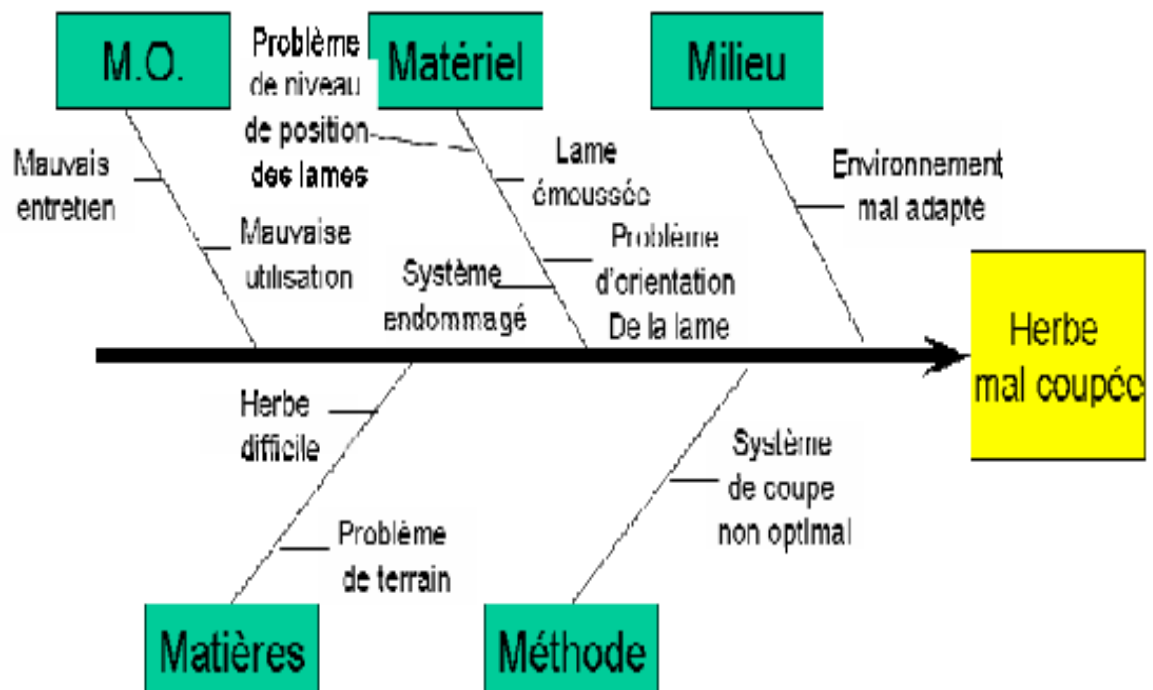 M.O.
Problème
de niveau
de position
des lames
Matériel
Milieu
Mauvais
entretien
Mauvaise
utilisation
Système
endommagé
Lame
émoussée
Problème
d'orientation
De la lame
Environnement
mal adapté
Herbe
mal coupée
Herbe
difficile
Problème
de terrain
Système
de coupe
non optimal
Matières
Méthode